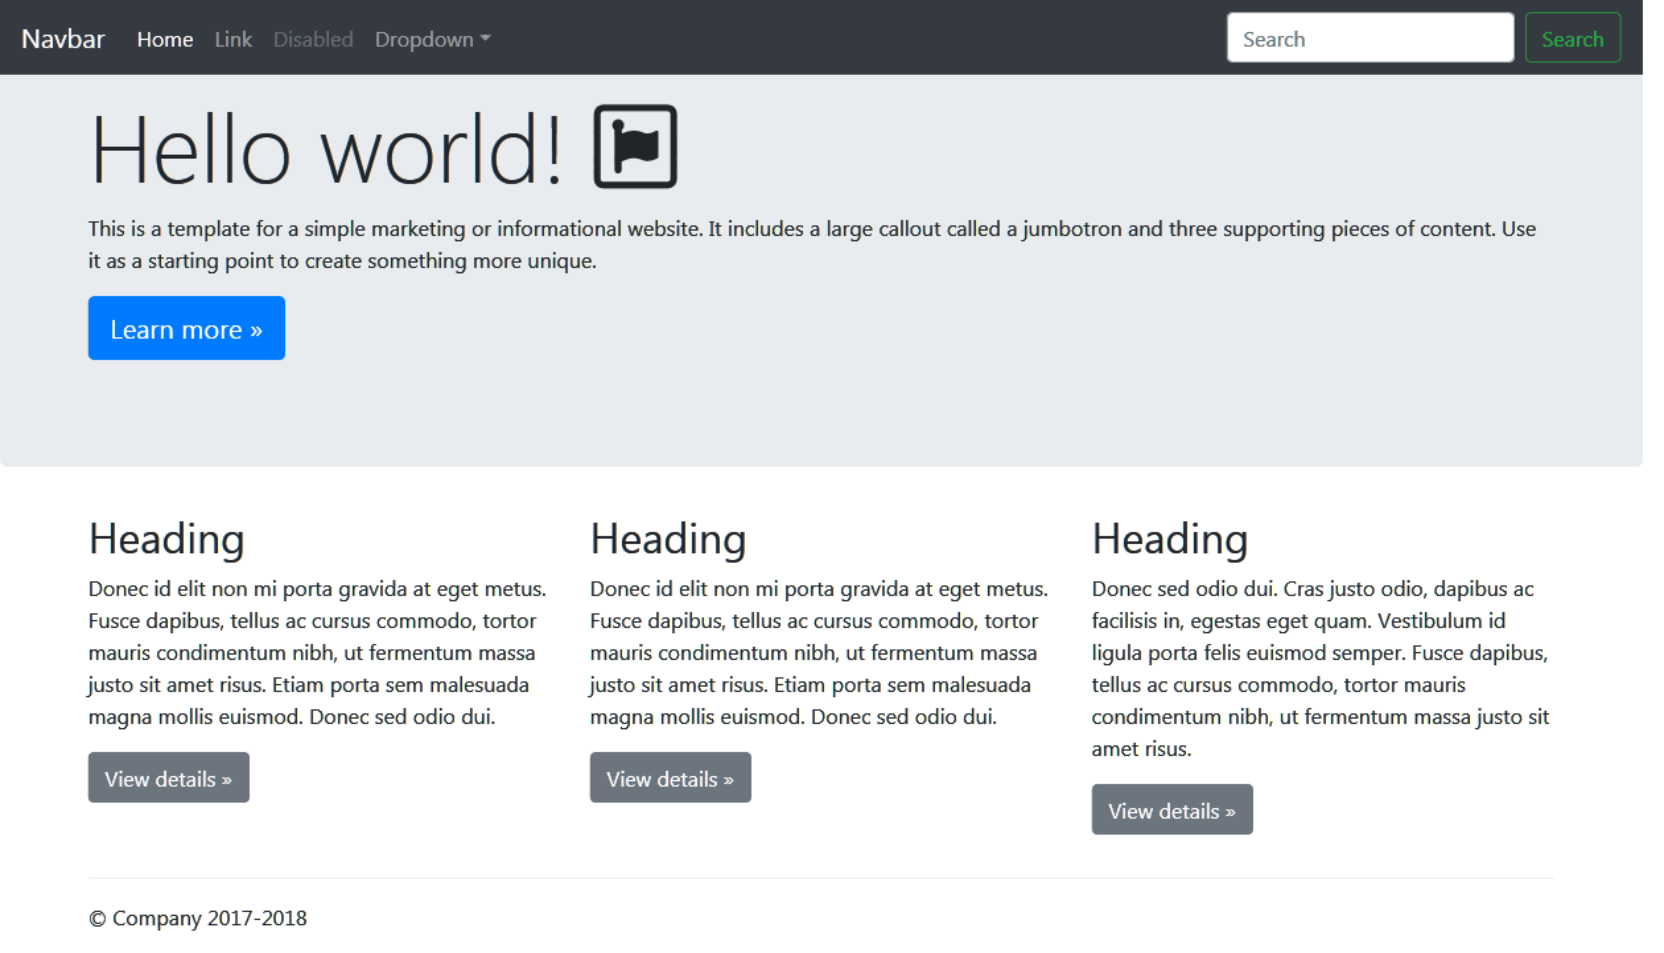 Navbar Home Link Disabled Dropdown Search Search
Hello world!
This is a template for a simple marketing or informational website. It includes a large callout called a jumbotron and three supporting pieces of content. Use
it as a starting point to create something more unique.
Learn more »
Heading
Donec id elit non mi porta gravida at eget metus.
Fusce dapibus, tellus ac cursus commodo, tortor
mauris condimentum nibh, ut fermentum massa
justo sit amet risus. Etiam porta sem malesuada
magna mollis euismod. Donec sed odio dui.
View details »
Heading
Donec id elit non mi porta gravida at eget metus.
Fusce dapibus, tellus ac cursus commodo, tortor
mauris condimentum nibh, ut fermentum massa
justo sit amet risus. Etiam porta sem malesuada
magna mollis euismod. Donec sed odio dui.
View details »
Heading
Donec sed odio dui. Cras justo odio, dapibus ac
facilisis in, egestas eget quam. Vestibulum id
ligula porta felis euismod semper. Fusce dapibus,
tellus ac cursus commodo, tortor mauris
condimentum nibh, ut fermentum massa justo sit
amet risus.
View details »
© Company 2017-2018